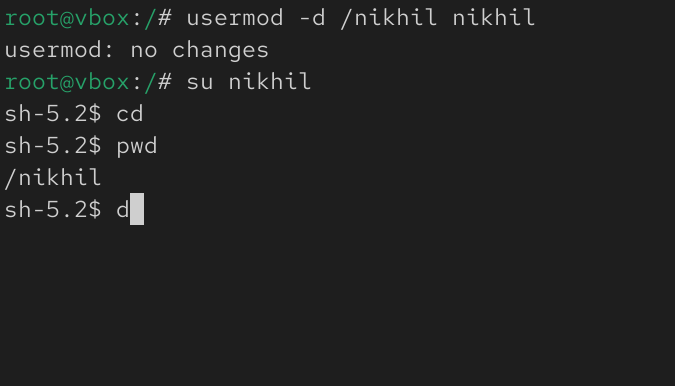 root@vbox:/# usermod -d /nikhil nikhil
usermod: no changes
root@vbox:/# su nikhil
sh-5.2$ cd
sh-5.2$ pwd
/nikhil
sh-5.2$ d